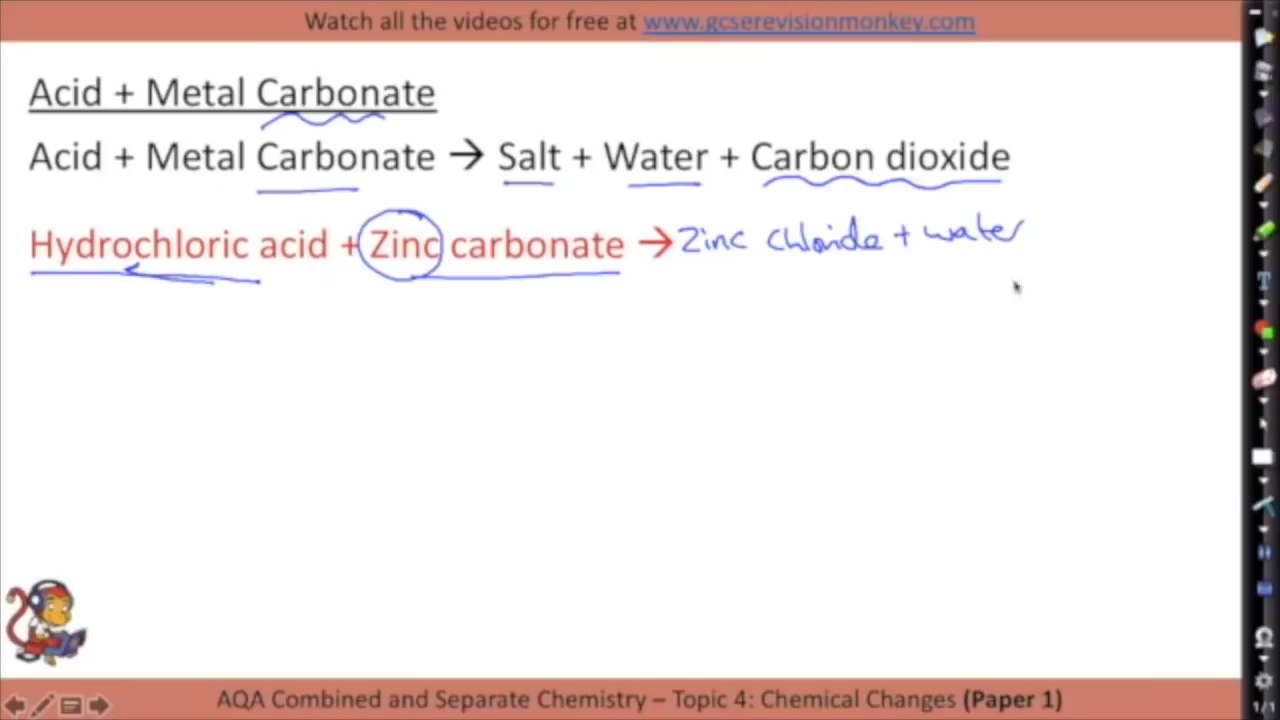 Watch all the videos for free at www.gcserevisionmonkey.com
Acid + Metal Carbonate
Acid + Metal Carbonate → Salt + Water + Carbon dioxide
Hydrochloric acid + Zinc carbonate → Zinc chloride + water
AQA Combined and Separate Chemistry – Topic 4: Chemical Changes (Paper 1)
1/1